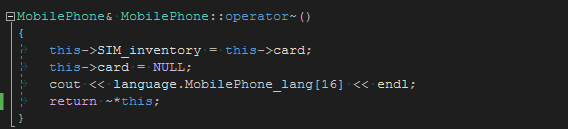 MobilePhone& MobilePhone::operator~()
{
this->SIM_inventory = this->card;
this->card = NULL;
cout << language.MobilePhone_lang[16] << endl;
return ~*this;
}